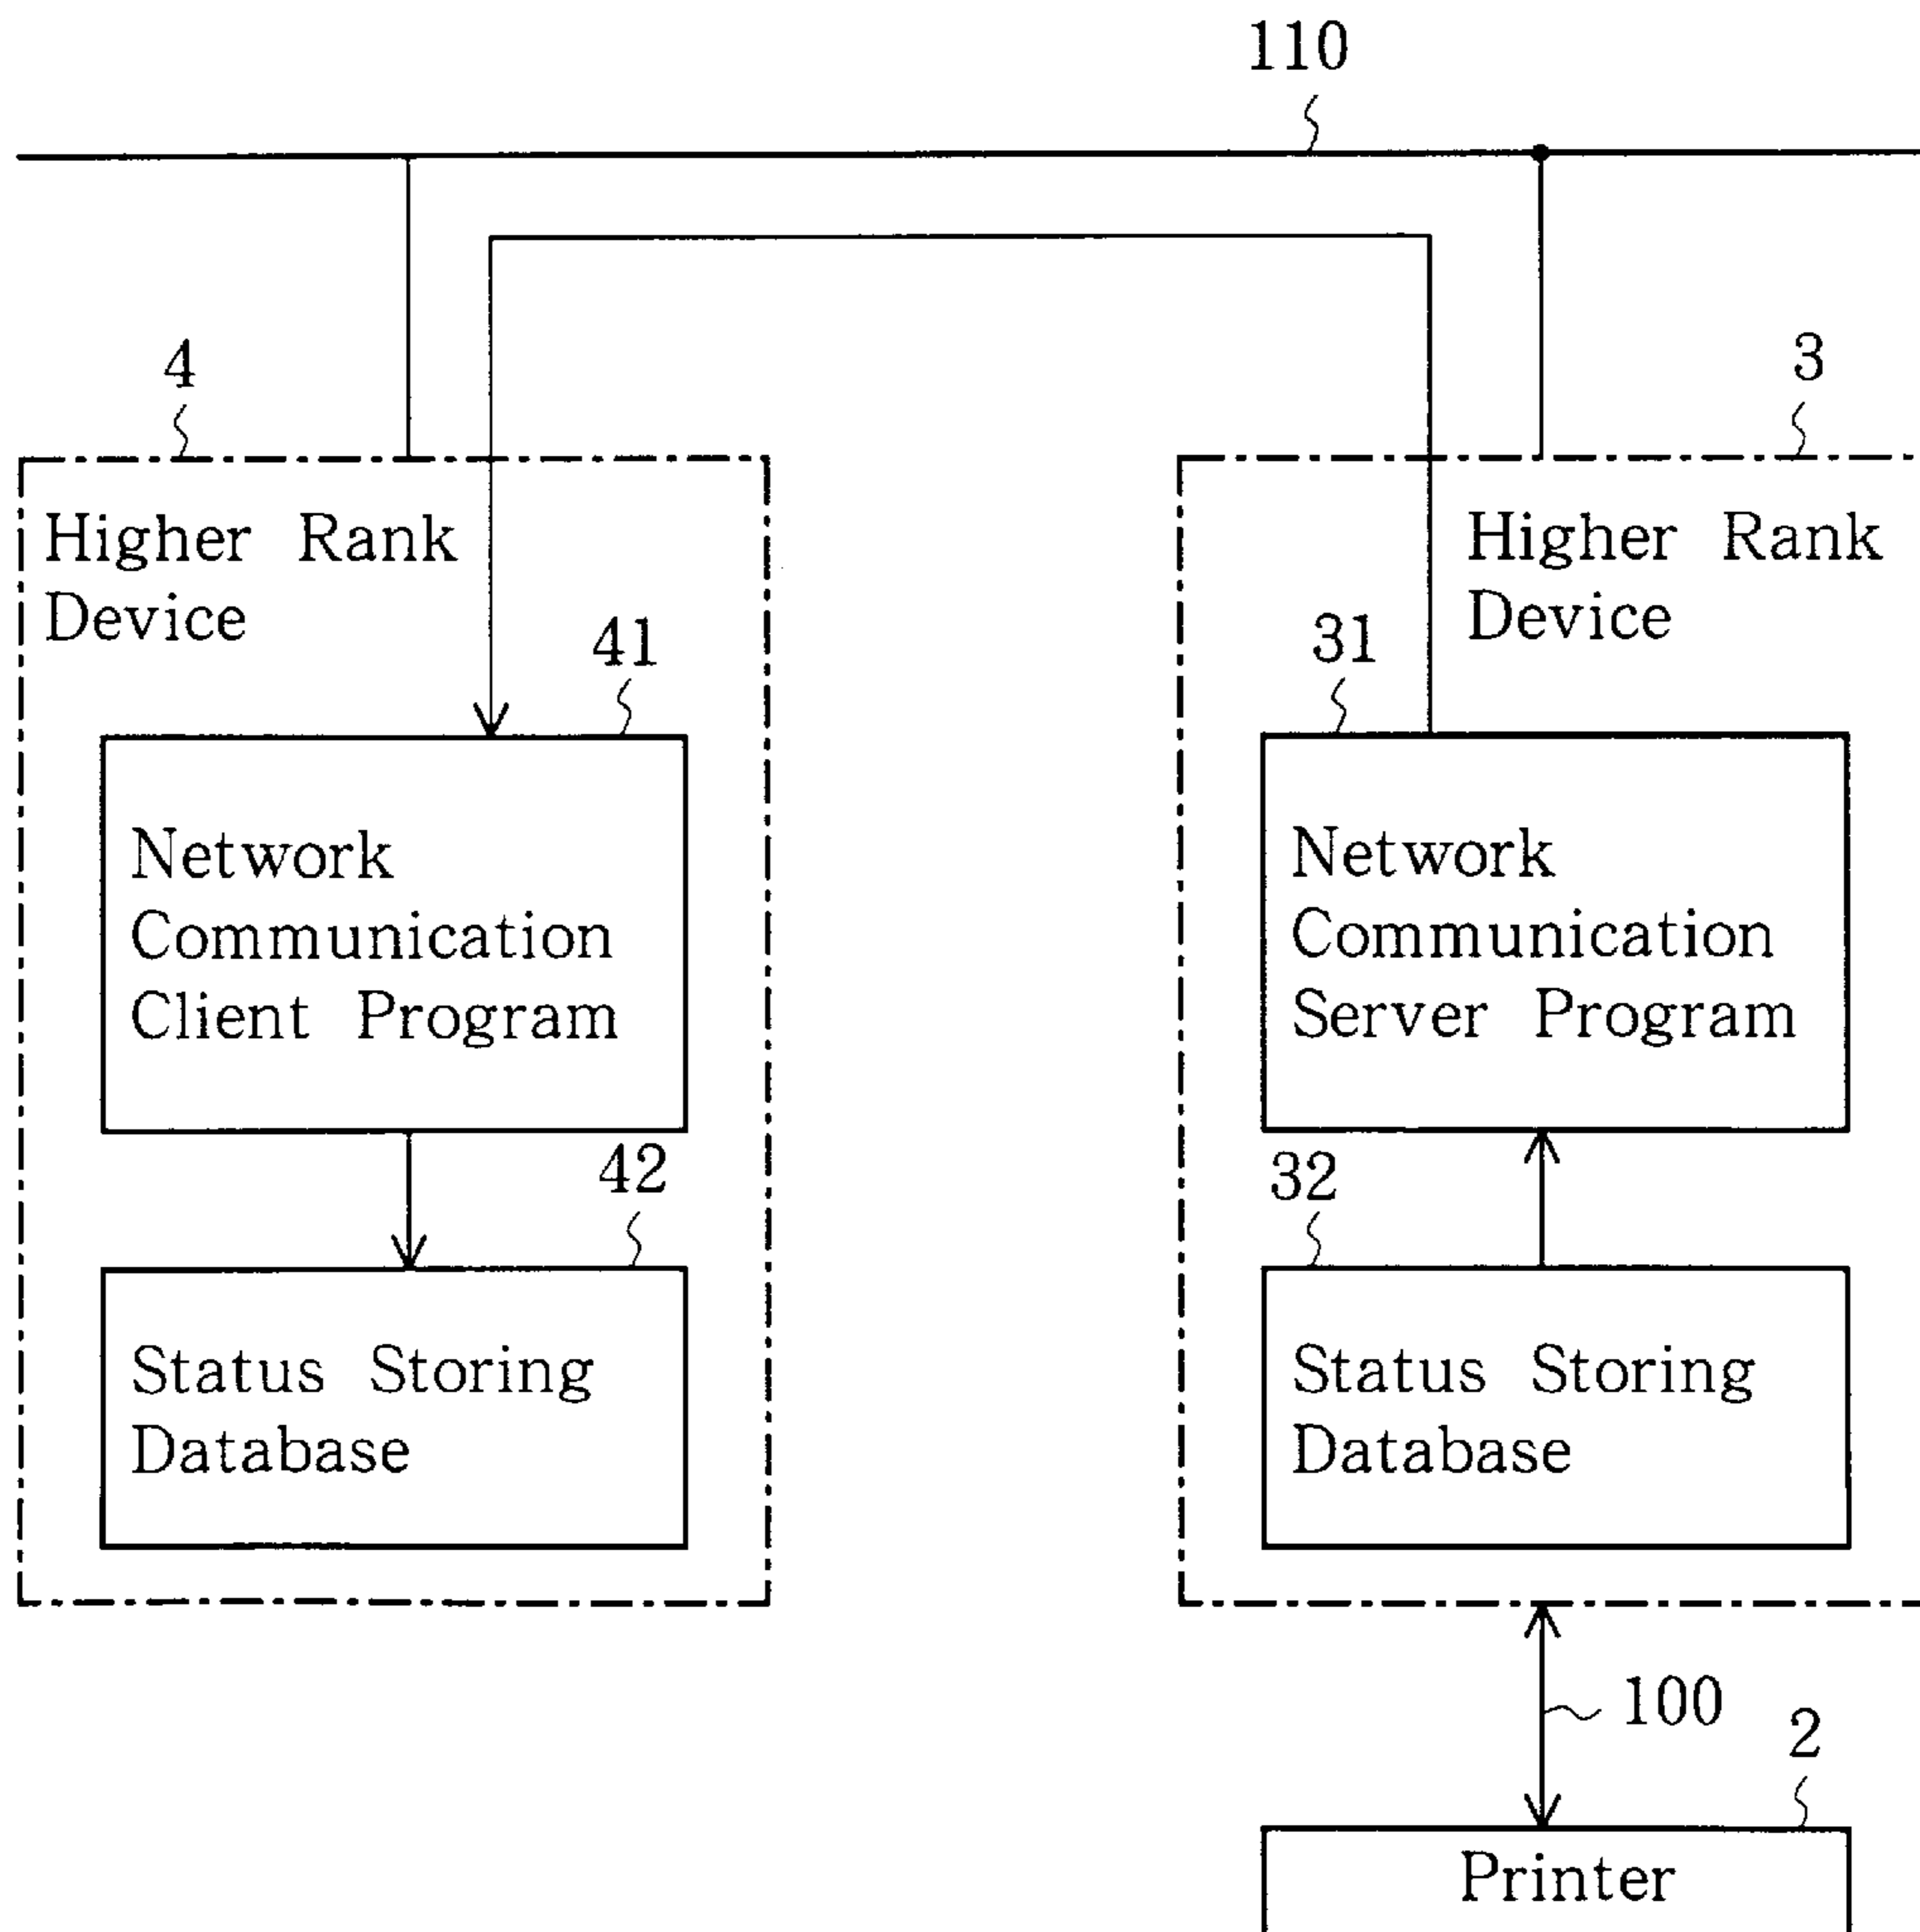 110
4
3
Higher Rank
Device
Higher Rank
Device
41
31
Network
Communication
Client Program
Network
Communication
Server Program
42
32
Status Storing
Database
Status Storing
Database
100
2
Printer